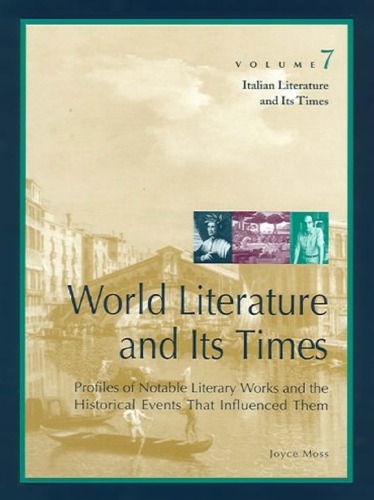 VOLUME 7
Italian Literature
and Its Times
World Literature
and Its Times
Profiles of Notable Literary Works and the
Historical Events That Influenced Them
Joyce Moss